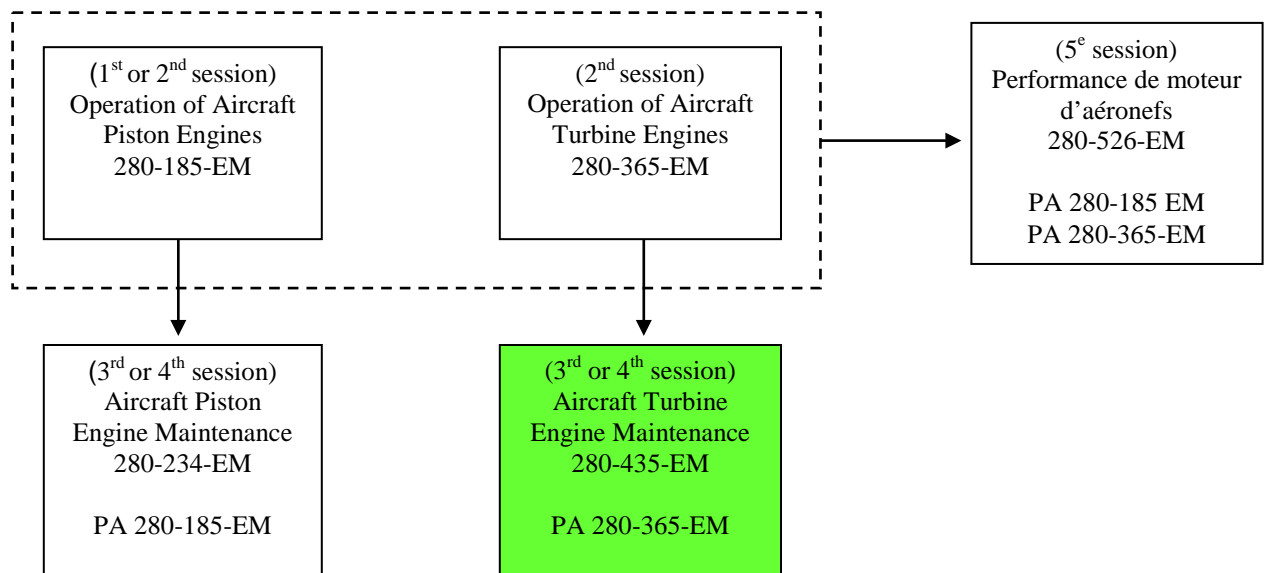 (1st or 2nd session)
Operation of Aircraft
Piston Engines
280-185-EM
(2nd session)
Operation of Aircraft
Turbine Engines
280-365-EM
(5e session)
Performance de moteur
d'aéronefs
280-526-EM
PA 280-185 EM
PA 280-365-EM
(3rd or 4th session)
Aircraft Piston
Engine Maintenance
280-234-EM
PA 280-185-EM
(3rd or 4th session)
Aircraft Turbine
Engine Maintenance
280-435-EM
PA 280-365-EM